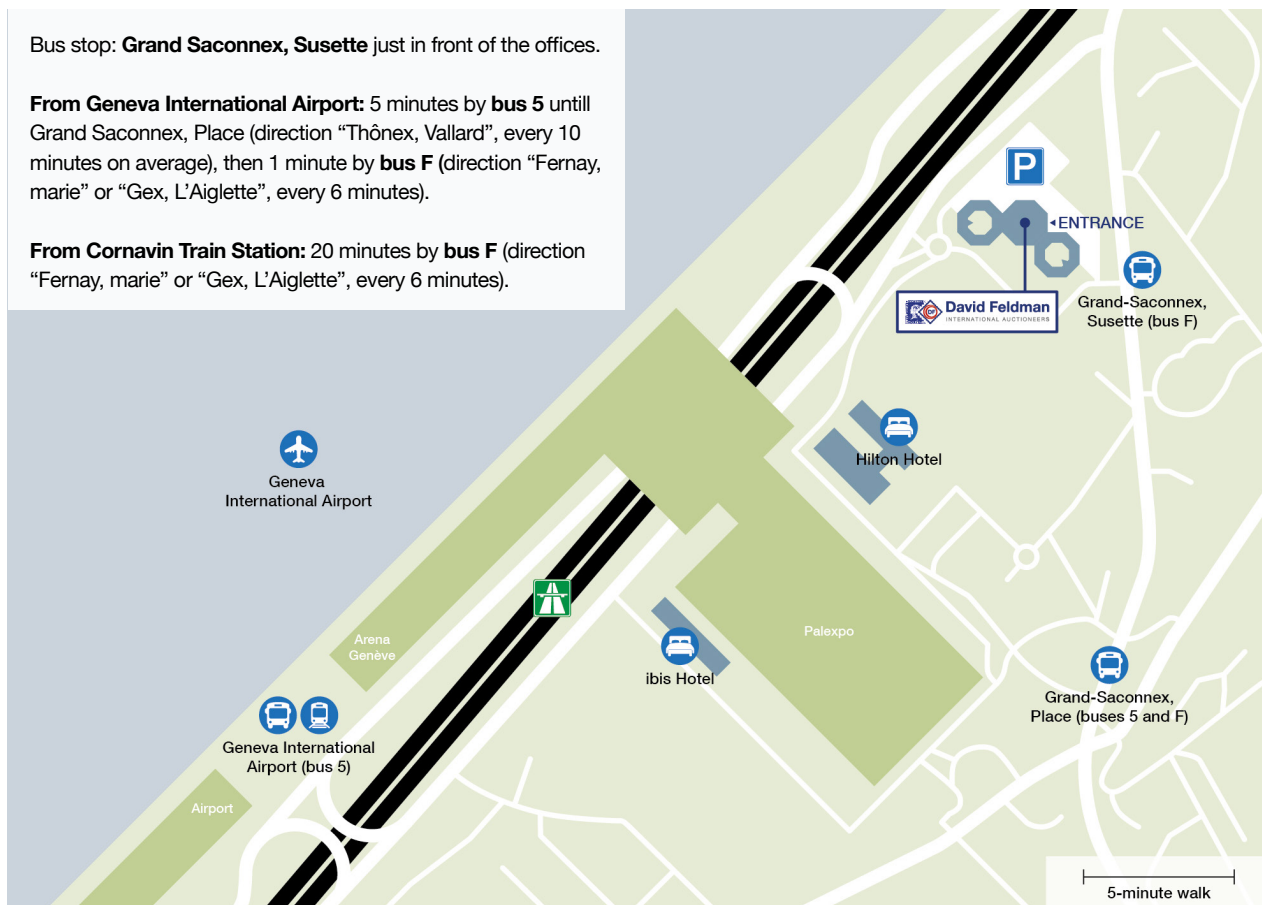 Bus stop: Grand Saconnex, Susette just in front of the offices.
From Geneva International Airport: 5 minutes by bus 5 untill
Grand Saconnex, Place (direction “Thônex, Vallard”, every 10
minutes on average), then 1 minute by bus F (direction “Fernay,
marie” or “Gex, L’Aiglette”, every 6 minutes).
From Cornavin Train Station: 20 minutes by bus F (direction
“Fernay, marie” or “Gex, L’Aiglette”, every 6 minutes).
P
ENTRANCE
DF
David Feldman
INTERNATIONAL AUCTIONEERS
Grand-Saconnex,
Susette (bus F)
Hilton Hotel
Geneva
International Airport
Arena
Genève
Palexpo
ibis Hotel
Grand-Saconnex,
Place (buses 5 and F)
Geneva International
Airport (bus 5)
Airport
5-minute walk